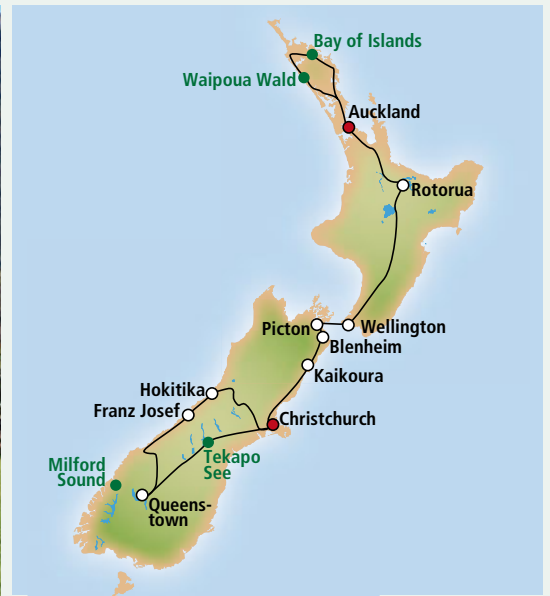 Bay of Islands
Waipoua Wald
Auckland
Rotorua
Wellington
Picton
Blenheim
Kaikoura
Hokitika
Franz Josef
Christchurch
Tekapo
See
Milford
Sound
Queens-
town